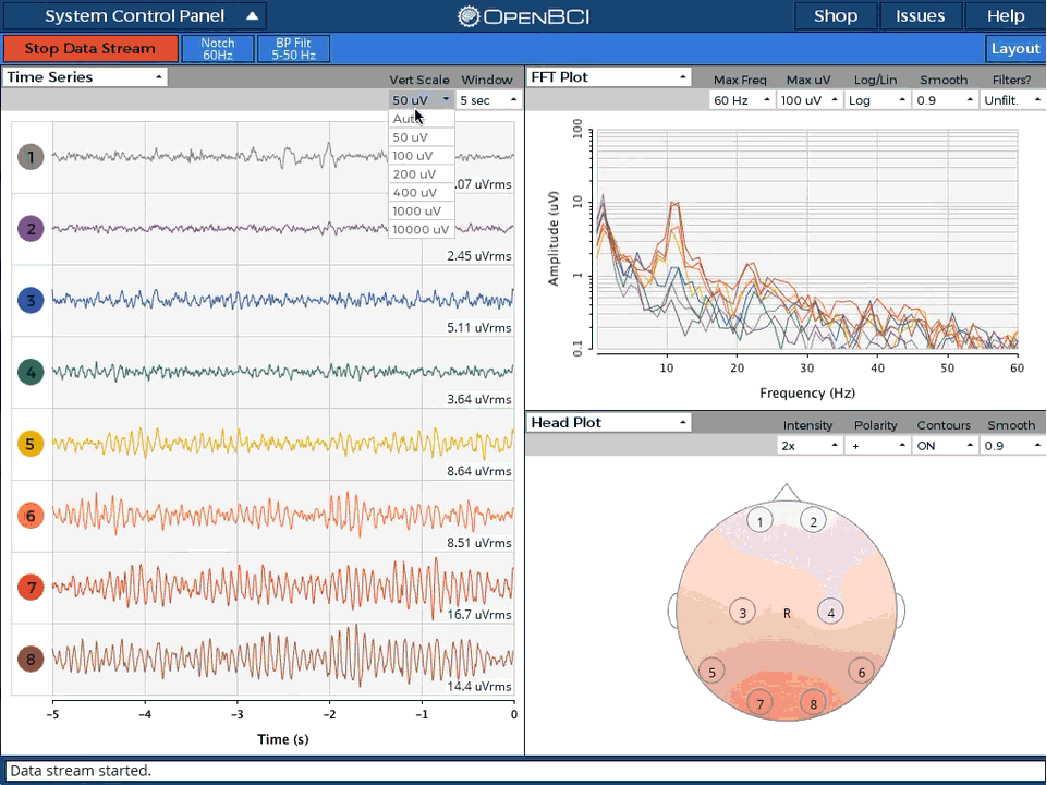 System Control Panel
OpenBCI
Shop
Issues
Help
Stop Data Stream
Notch
60Hz
BP Filt
5-50 Hz
Layout
Time Series
Vert Scale
Window
50 uV
5 sec
50 uV
100 uV
200 uV
400 uV
1000 uV
10000 uV
1
.07 uVrms
2
2.45 uVrms
3
5.11 uVrms
4
3.64 uVrms
5
8.64 uVrms
6
8.51 uVrms
7
16.7 uVrms
8
14.4 uVrms
-5 -4 -3 -2 -1 0
Time (s)
FFT Plot
Max Freq
Max uV
Log/Lin
Smooth
Filters?
60 Hz
100 uV
Log
0.9
Unfilt.
Amplitude (uV)
100
10
1
0.1
10 20 30 40 50 60
Frequency (Hz)
Head Plot
Intensity
Polarity
Contours
Smooth
2x
+
ON
0.9
1 2
3 R 4
5 6
7 8
Data stream started.